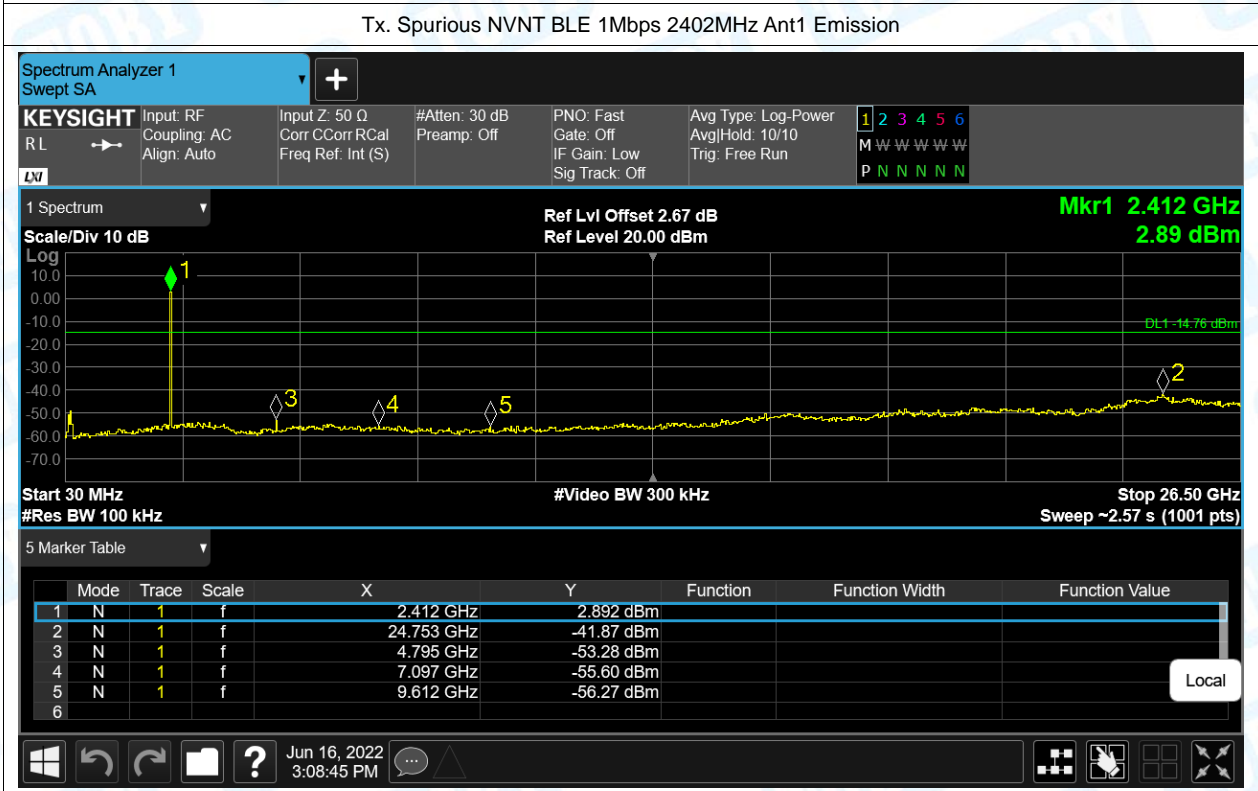 Tx. Spurious NVNT BLE 1Mbps 2402MHz Ant1 Emission
Spectrum Analyzer 1
Swept SA
+
KEYSIGHT
R L
LXI
Input: RF
Coupling: AC
Align: Auto
Input Z: 50 Ω
Corr CCorr RCal
Freq Ref: Int (S)
#Atten: 30 dB
Preamp: Off
PNO: Fast
Gate: Off
IF Gain: Low
Sig Track: Off
Avg Type: Log-Power
Avg|Hold: 10/10
Trig: Free Run
1 2 3 4 5 6
M W W W W W
P N N N N N
1 Spectrum
Scale/Div 10 dB
Ref Lvl Offset 2.67 dB
Ref Level 20.00 dBm
Mkr1 2.412 GHz
2.89 dBm
Log
10.0
0.00
-10.0
-20.0
-30.0
-40.0
-50.0
-60.0
-70.0
1
DL1 -14.76 dBm
2
3
4
5
Start 30 MHz
#Video BW 300 kHz
Stop 26.50 GHz
#Res BW 100 kHz
Sweep ~2.57 s (1001 pts)
5 Marker Table
Mode Trace Scale X Y Function Function Width Function Value
1 N 1 f 2.412 GHz 2.892 dBm
2 N 1 f 24.753 GHz -41.87 dBm
3 N 1 f 4.795 GHz -53.28 dBm
4 N 1 f 7.097 GHz -55.60 dBm
5 N 1 f 9.612 GHz -56.27 dBm
6
Local
?
Jun 16, 2022
3:08:45 PM